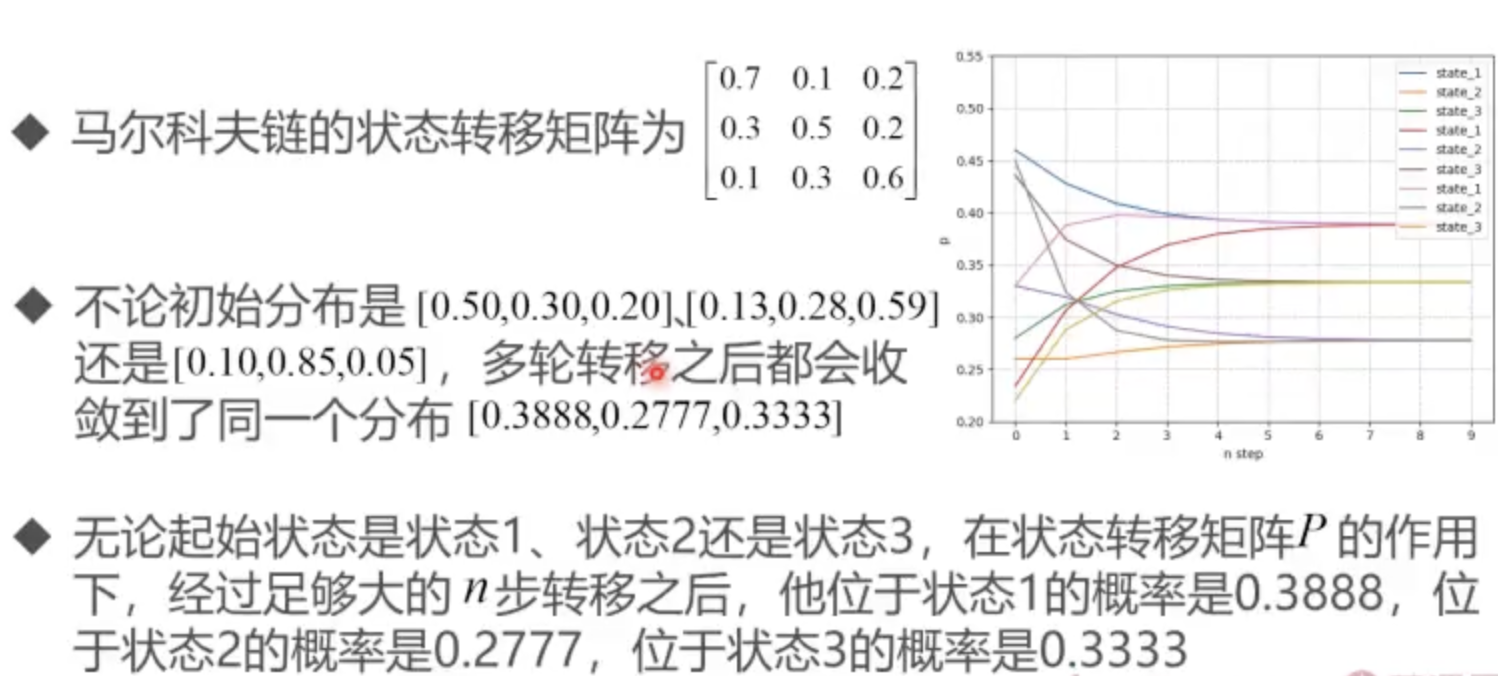 ◆ 马尔科夫链的状态转移矩阵为
0.7 0.1 0.2
0.3 0.5 0.2
0.1 0.3 0.6
◆ 不论初始分布是 [0.50,0.30,0.20]、[0.13,0.28,0.59]
还是[0.10,0.85,0.05]，多轮转移之后都会收
敛到了同一个分布 [0.3888,0.2777,0.3333]
◆ 无论起始状态是状态1、状态2还是状态3，在状态转移矩阵P 的作用
下，经过足够大的 n 步转移之后，他位于状态1的概率是0.3888，位
于状态2的概率是0.2777，位于状态3的概率是0.3333
0.55
0.50
0.45
0.40
0.35
0.30
0.25
0.20
p
0 1 2 3 4 5 6 7 8 9
n step
state_1
state_2
state_3
state_1
state_2
state_3
state_1
state_2
state_3